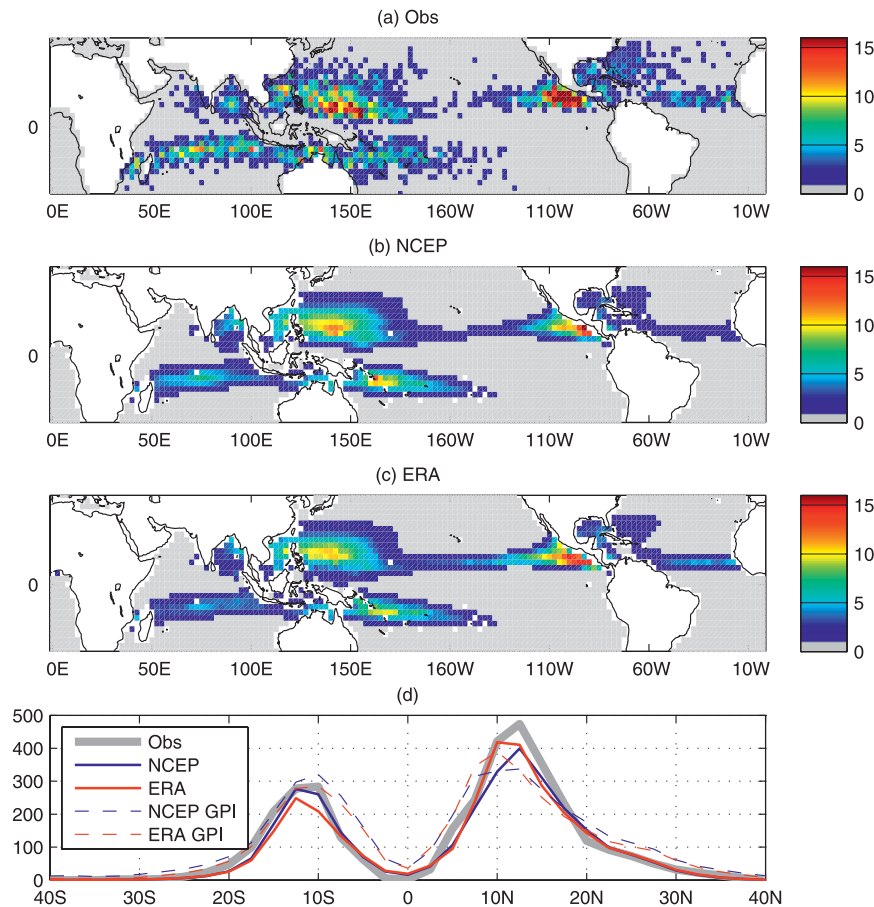 (a) Obs
0
0E 50E 100E 150E 160W 110W 60W 10W
15
10
5
0
(b) NCEP
0
0E 50E 100E 150E 160W 110W 60W 10W
15
10
5
0
(c) ERA
0
0E 50E 100E 150E 160W 110W 60W 10W
15
10
5
0
(d)
500
400
300
200
100
0
Obs
NCEP
ERA
NCEP GPI
ERA GPI
40S 30S 20S 10S 0 10N 20N 30N 40N